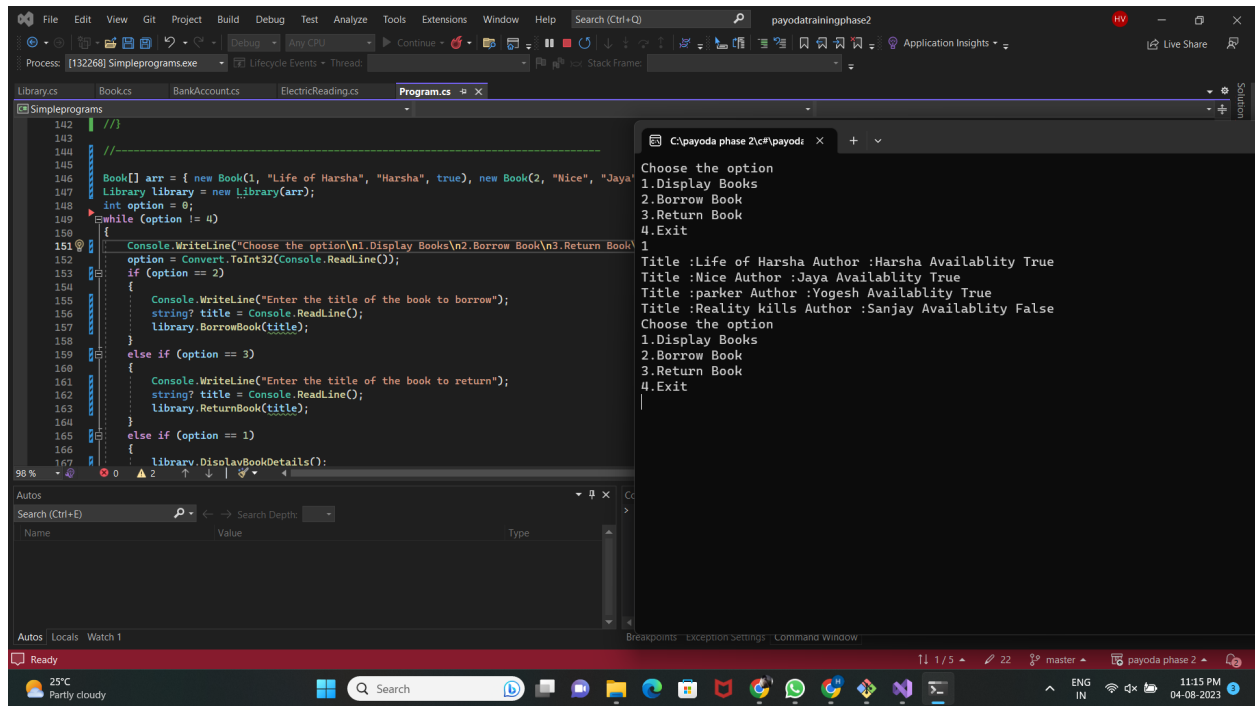 File Edit View Git Project Build Debug Test Analyze Tools Extensions Window Help Search (Ctrl+Q) payodatrainingphase2 HV
Debug Any CPU Continue Application Insights Live Share
Process: [132268] Simpleprograms.exe Lifecycle Events Thread: Stack Frame:
Library.cs Book.cs BankAccount.cs ElectricReading.cs Program.cs
Solution
Simpleprograms
142 //}
143
144 //--------------------------------------------------------------------------------
145
146 Book[] arr = { new Book(1, "Life of Harsha", "Harsha", true), new Book(2, "Nice", "Jaya"
147 Library library = new Library(arr);
148 int option = 0;
149 while (option != 4)
150 {
151 Console.WriteLine("Choose the option\n1.Display Books\n2.Borrow Book\n3.Return Book\
152 option = Convert.ToInt32(Console.ReadLine());
153 if (option == 2)
154 {
155 Console.WriteLine("Enter the title of the book to borrow");
156 string? title = Console.ReadLine();
157 library.BorrowBook(title);
158 }
159 else if (option == 3)
160 {
161 Console.WriteLine("Enter the title of the book to return");
162 string? title = Console.ReadLine();
163 library.ReturnBook(title);
164 }
165 else if (option == 1)
166 {
167 library.DisplayBookDetails();
98 % 0 2
C:\payoda phase 2\c#\payoda
Choose the option
1.Display Books
2.Borrow Book
3.Return Book
4.Exit
1
Title :Life of Harsha Author :Harsha Availablity True
Title :Nice Author :Jaya Availablity True
Title :parker Author :Yogesh Availablity True
Title :Reality kills Author :Sanjay Availablity False
Choose the option
1.Display Books
2.Borrow Book
3.Return Book
4.Exit
Autos
Search (Ctrl+E) Search Depth:
Name Value Type
Autos Locals Watch 1
Breakpoints Exception Settings Command Window
Ready 1 / 5 22 master payoda phase 2
25°C
Partly cloudy
Search
ENG
IN
11:15 PM
04-08-2023
3